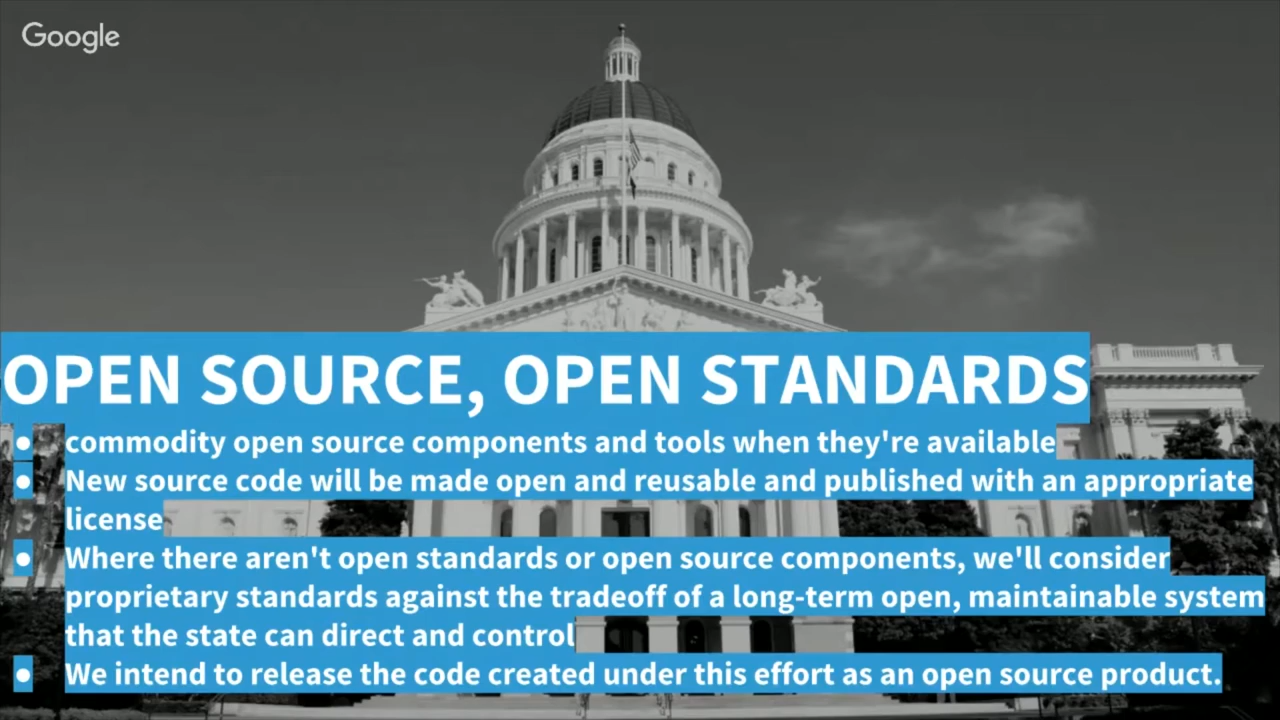 Google
OPEN SOURCE, OPEN STANDARDS
● commodity open source components and tools when they're available
● New source code will be made open and reusable and published with an appropriate
license
● Where there aren't open standards or open source components, we'll consider
proprietary standards against the tradeoff of a long-term open, maintainable system
that the state can direct and control
● We intend to release the code created under this effort as an open source product.